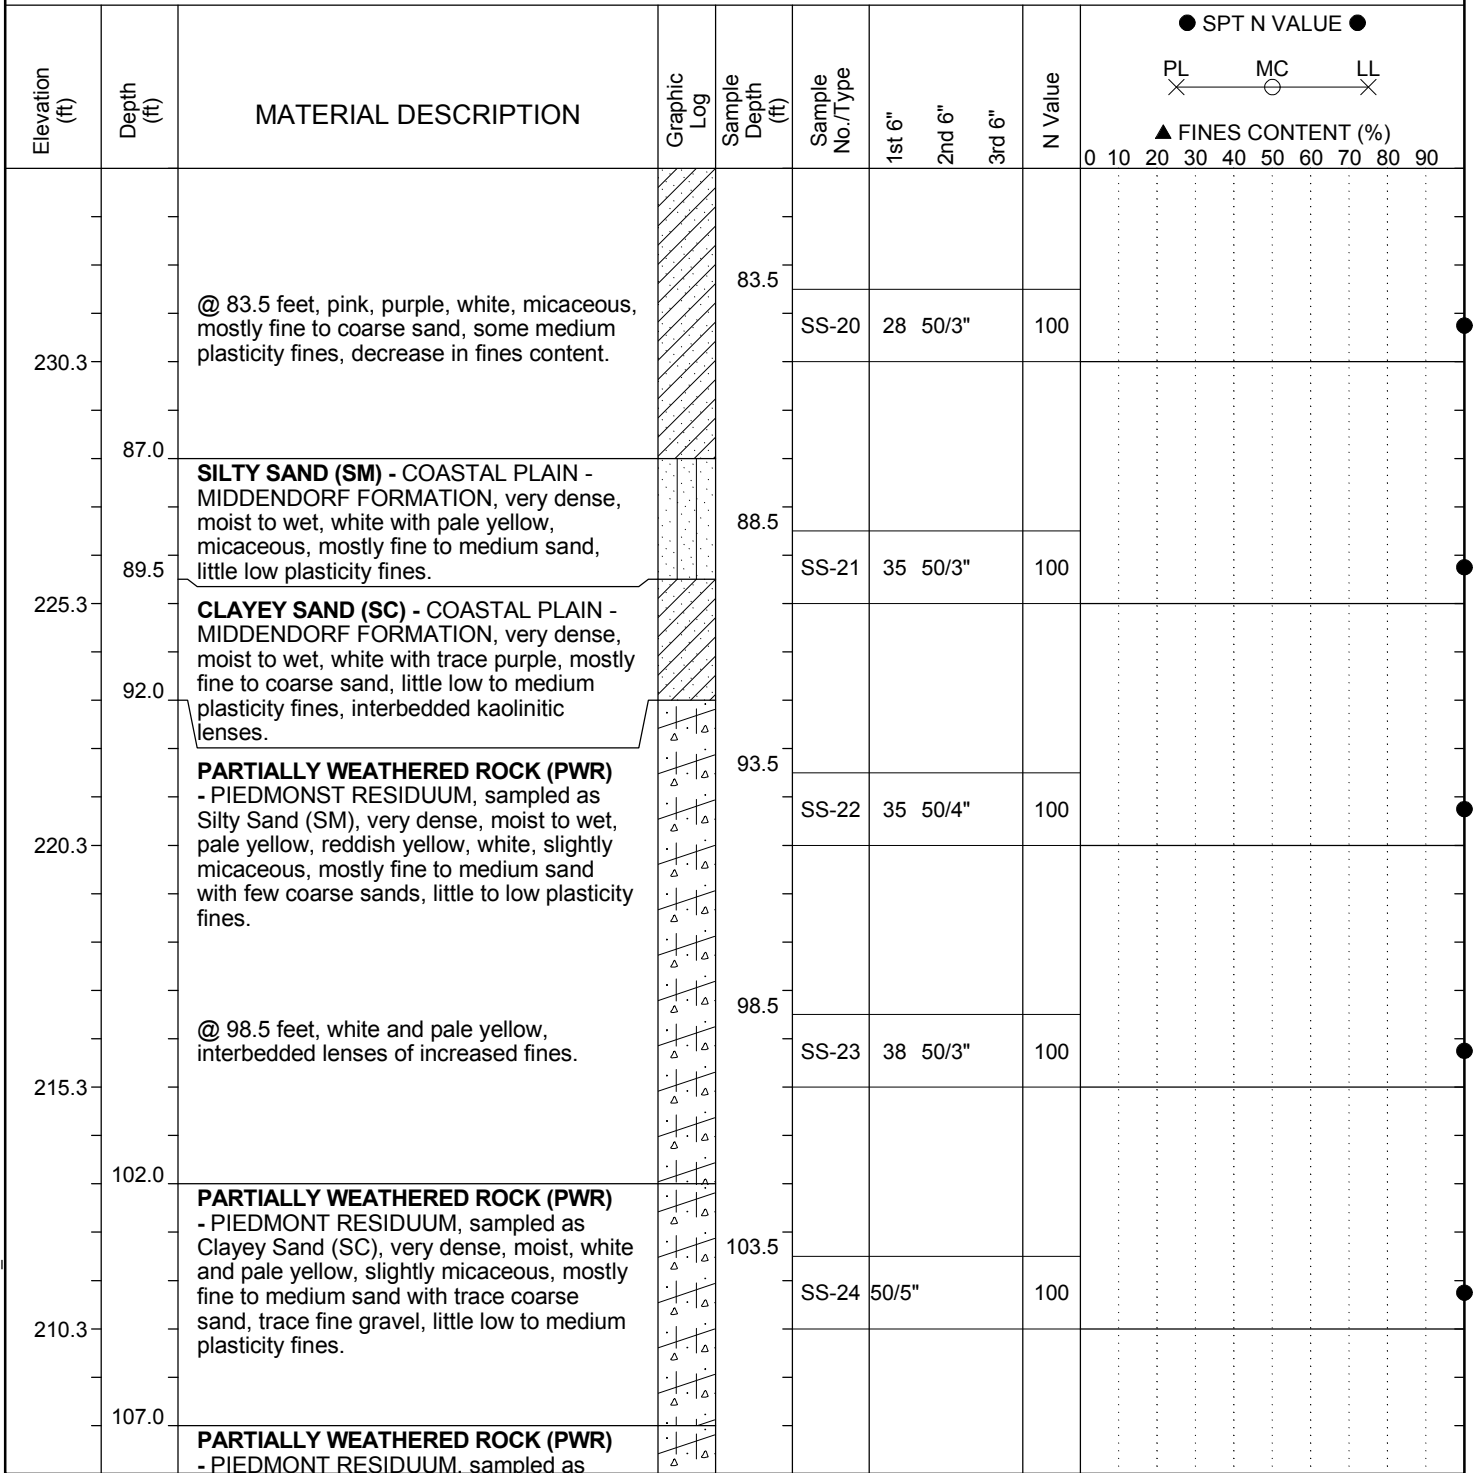 Elevation
(ft)
Depth
(ft)
MATERIAL DESCRIPTION
Graphic
Log
Sample
Depth
(ft)
Sample
No./Type
1st 6"
2nd 6"
3rd 6"
N Value
● SPT N VALUE ●
PL MC LL
▲ FINES CONTENT (%)
0 10 20 30 40 50 60 70 80 90
83.5
@ 83.5 feet, pink, purple, white, micaceous,
mostly fine to coarse sand, some medium
plasticity fines, decrease in fines content.
SS-20 28 50/3" 100
230.3
87.0
SILTY SAND (SM) - COASTAL PLAIN -
MIDDENDORF FORMATION, very dense,
moist to wet, white with pale yellow,
micaceous, mostly fine to medium sand,
little low plasticity fines.
88.5
SS-21 35 50/3" 100
89.5
225.3
CLAYEY SAND (SC) - COASTAL PLAIN -
MIDDENDORF FORMATION, very dense,
moist to wet, white with trace purple, mostly
fine to coarse sand, little low to medium
plasticity fines, interbedded kaolinitic
lenses.
92.0
93.5
PARTIALLY WEATHERED ROCK (PWR)
- PIEDMONST RESIDUUM, sampled as
Silty Sand (SM), very dense, moist to wet,
pale yellow, reddish yellow, white, slightly
micaceous, mostly fine to medium sand
with few coarse sands, little to low plasticity
fines.
SS-22 35 50/4" 100
220.3
98.5
@ 98.5 feet, white and pale yellow,
interbedded lenses of increased fines.
SS-23 38 50/3" 100
215.3
102.0
PARTIALLY WEATHERED ROCK (PWR)
- PIEDMONT RESIDUUM, sampled as
Clayey Sand (SC), very dense, moist, white
and pale yellow, slightly micaceous, mostly
fine to medium sand with trace coarse
sand, trace fine gravel, little low to medium
plasticity fines.
103.5
SS-24 50/5" 100
210.3
107.0
PARTIALLY WEATHERED ROCK (PWR)
- PIEDMONT RESIDUUM, sampled as